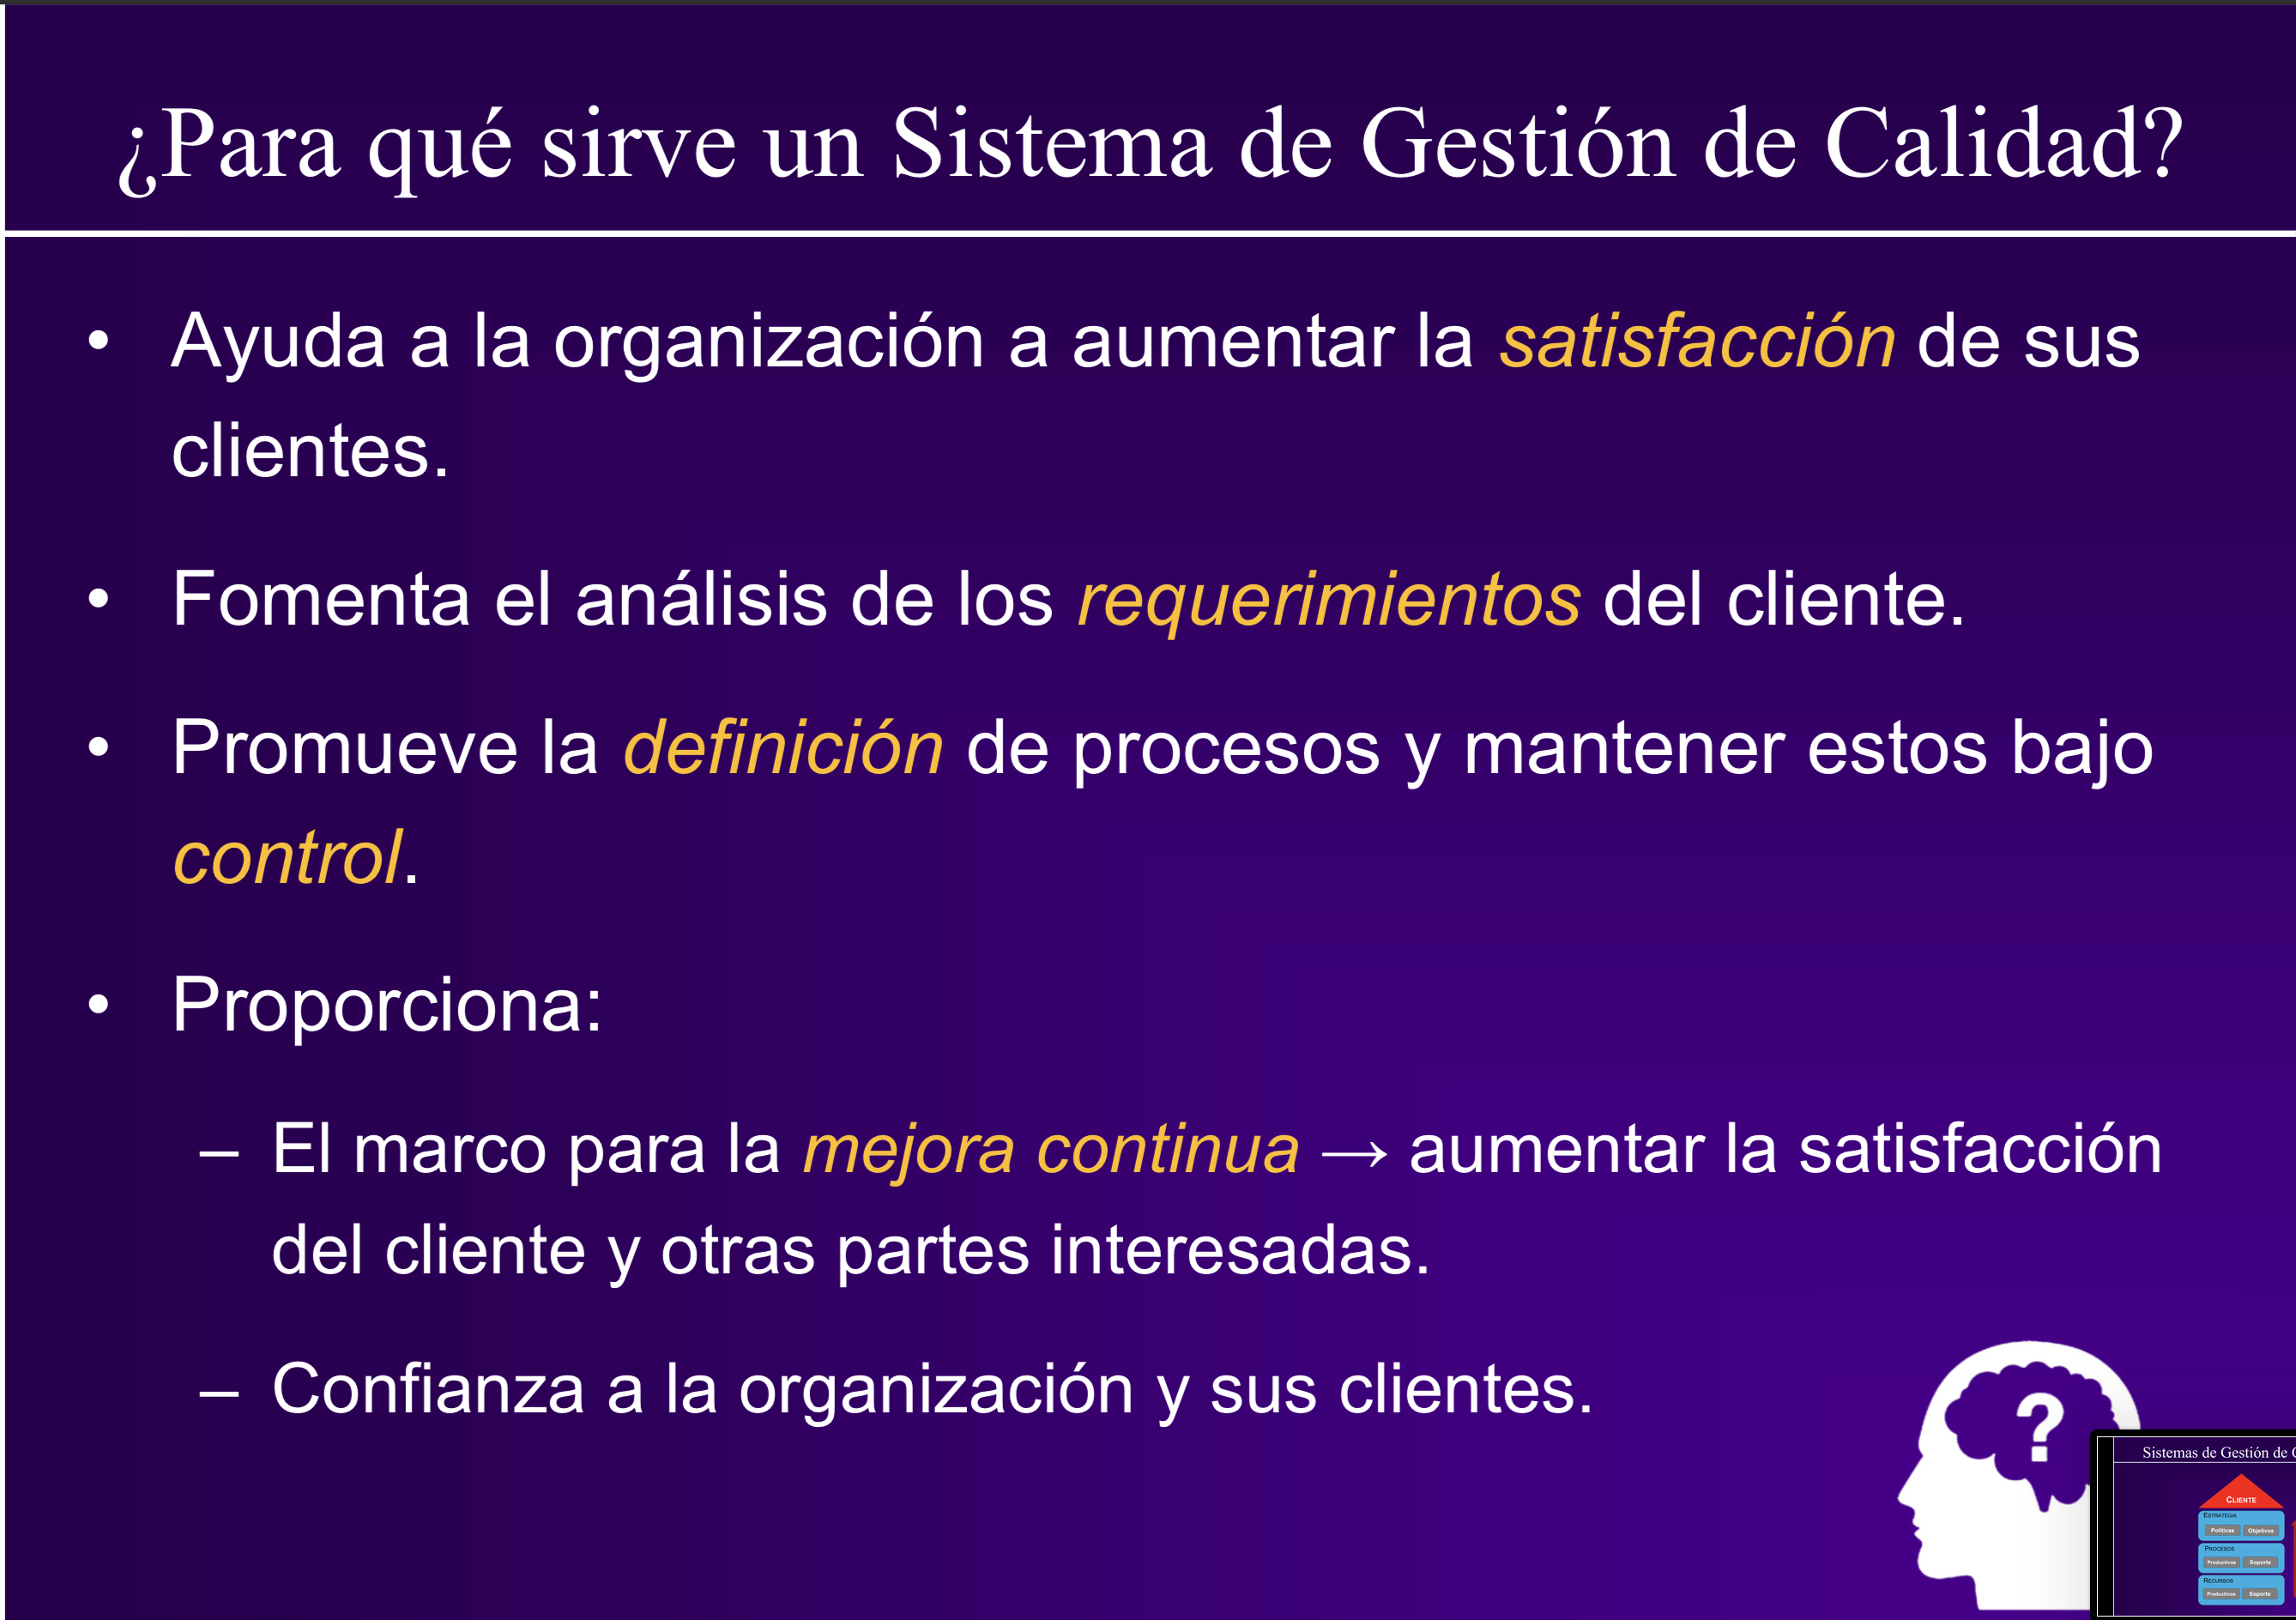 ¿Para qué sirve un Sistema de Gestión de Calidad?
• Ayuda a la organización a aumentar la satisfacción de sus
clientes.
• Fomenta el análisis de los requerimientos del cliente.
• Promueve la definición de procesos y mantener estos bajo
control.
• Proporciona:
– El marco para la mejora continua → aumentar la satisfacción
del cliente y otras partes interesadas.
– Confianza a la organización y sus clientes.
?
Sistemas de Gestión de
CLIENTE
ESTRATEGIA
Políticas Objetivos
PROCESOS
Productivos Soporte
RECURSOS
Productivos Soporte